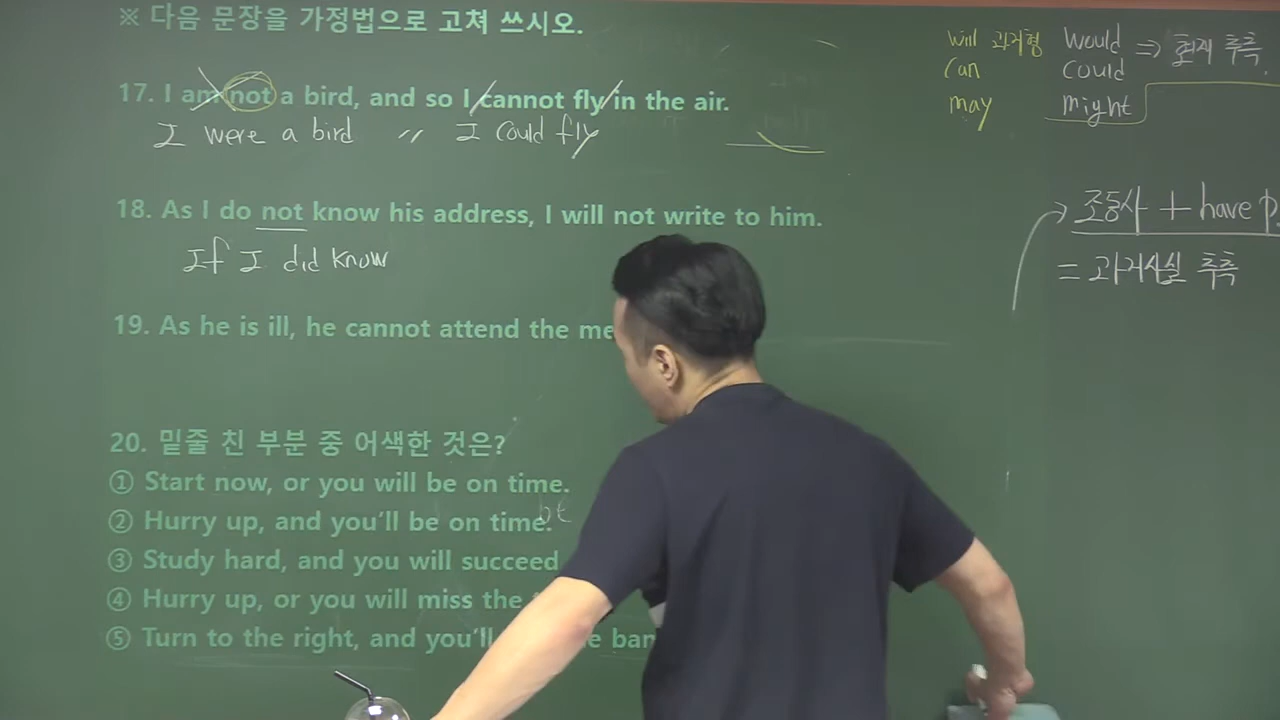 ※ 다음 문장을 가정법으로 고쳐 쓰시오.
17. I am not a bird, and so I cannot fly in the air.
I were a bird 〃 I could fly
18. As I do not know his address, I will not write to him.
If I did know
19. As he is ill, he cannot attend the me
20. 밑줄 친 부분 중 어색한 것은?
① Start now, or you will be on time.
② Hurry up, and you'll be on time.
③ Study hard, and you will succeed
④ Hurry up, or you will miss the
⑤ Turn to the right, and you'll
will 과거형 would ⇒ 현재 추측.
can could
may might
→ 조동사 + have p.
= 과거사실 추측